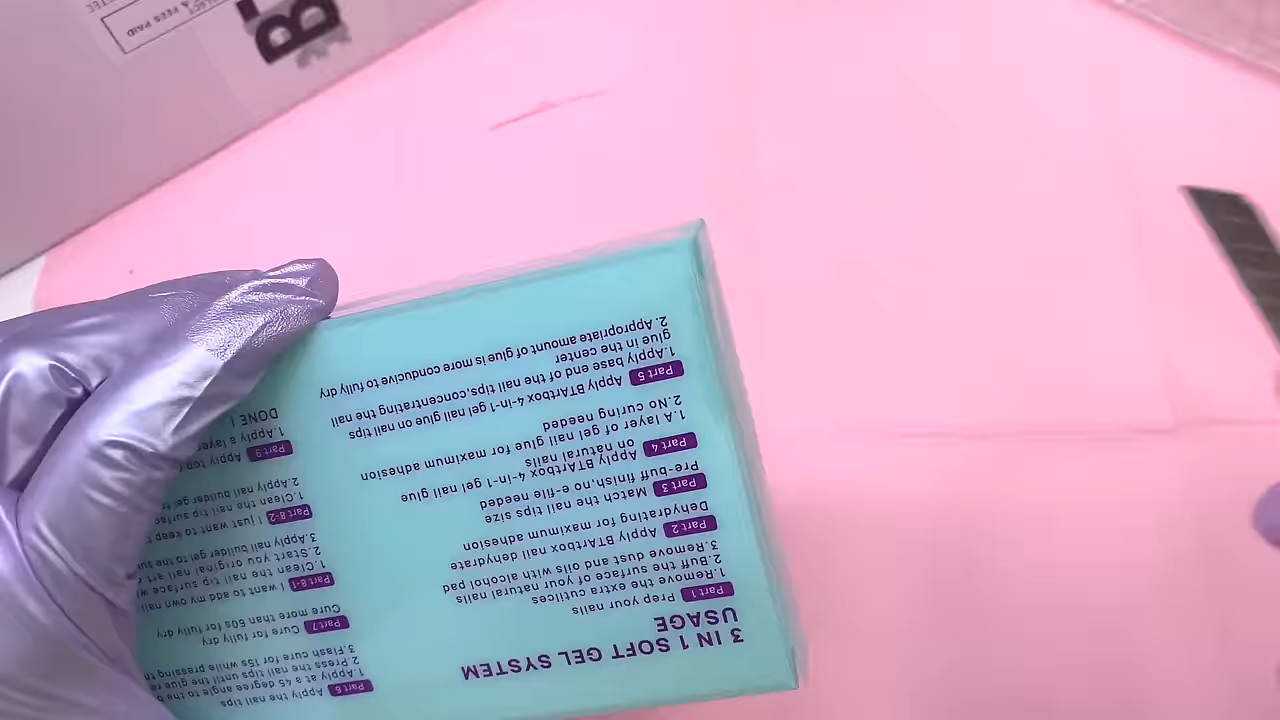 3 IN 1 SOFT GEL SYSTEM
USAGE
Part 1 Prep your nails
1.Remove the extra cutilces
2.Buff the surface of your natural nails
3.Remove dust and oils with alcohol pad
Part 2 Apply BTArtbox nail dehydrate
Dehydrating for maximum adhesion
Part 3 Match the nail tips size
Pre-buff finish,no e-file needed
Part 4 Apply BTArtbox 4-in-1 gel nail glue
on natural nails
1.A layer of gel nail glue for maximum adhesion
2.No curing needed
Part 5 Apply BTArtbox 4-in-1 gel nail glue on nail tips
1.Apply base end of the nail tips,concentrating the nail
glue in the center
2.Appropriate amount of glue is more conducive to fully dry
Part 6 Apply the nail tips
1.Apply at a 45 degree angle to the
2.Press the nail tips until the glue
3.Flash cure for 15s while pressing
Part 7 Cure for fully dry
Cure more than 60s for fully dry
Part 8-1 I want to add my own nail
1.Clean the nail tip surface
2.Start you original nail art
3.Apply nail builder gel to the
Part 8-2 I just want to keep
1.Clean the nail tip
2.Apply nail builder gel
Part 9 Apply top
1.Apply a layer
DONE !
& FEES PAID